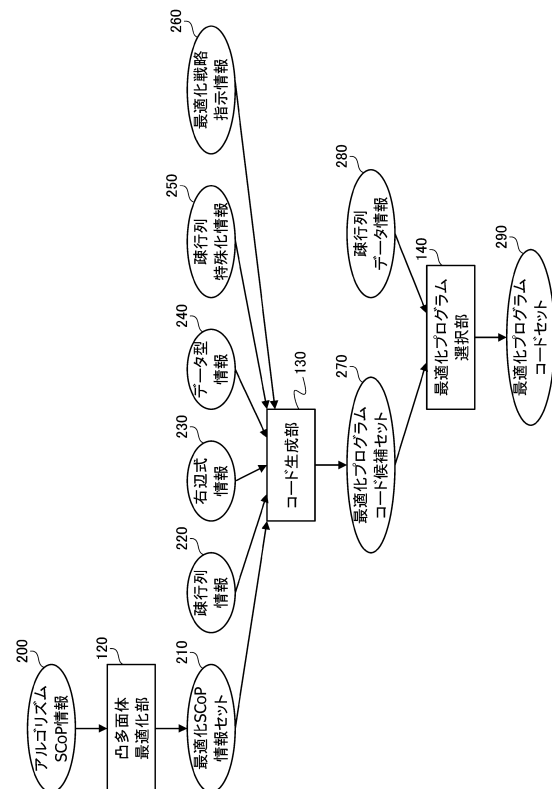 200
アルゴリズム
SCoP情報
120
凸多面体
最適化部
210
最適化SCoP
情報セット
220
疎行列
情報
230
右辺式
情報
240
データ型
情報
250
疎行列
特殊化情報
260
最適化戦略
指示情報
130
コード生成部
270
最適化プログラム
コード候補セット
280
疎行列
データ情報
140
最適化プログラム
選択部
290
最適化プログラム
コードセット